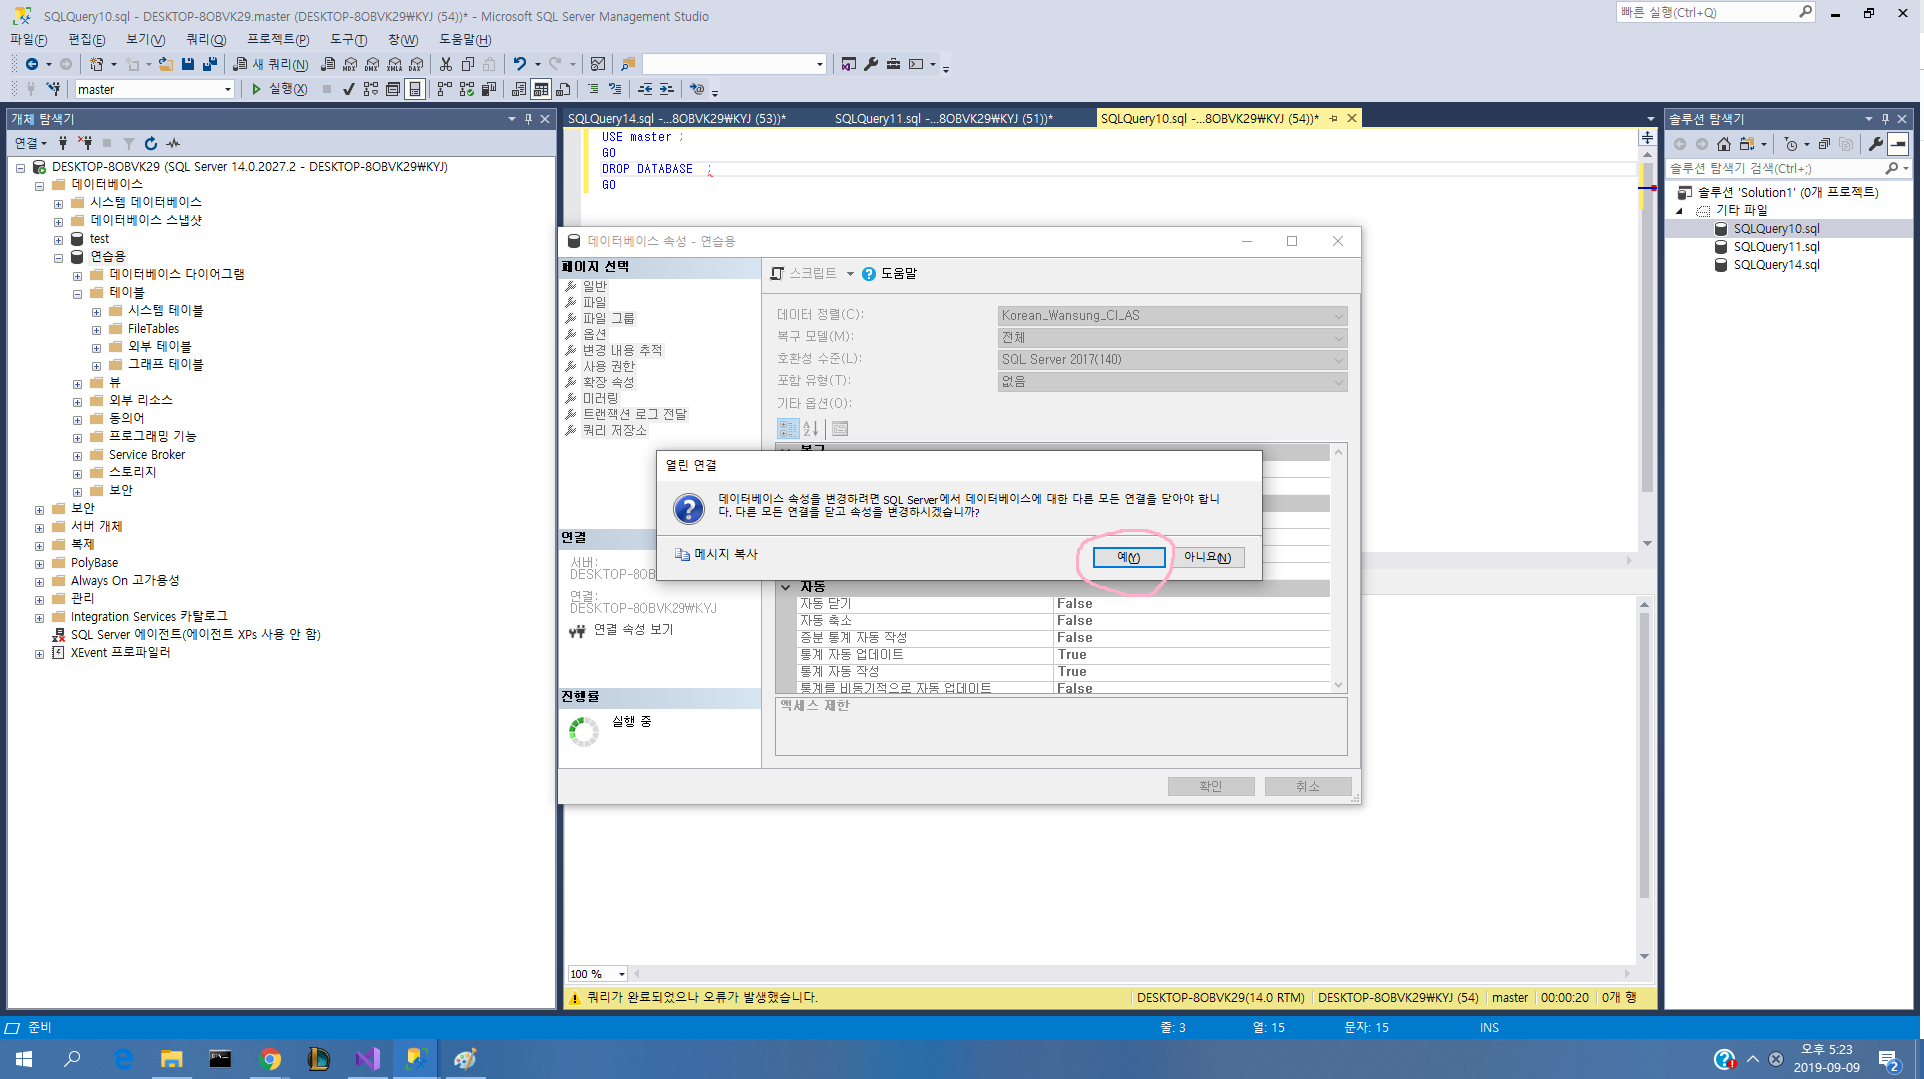 SQLQuery10.sql - DESKTOP-8OBVK29.master (DESKTOP-8OBVK29₩KYJ (54))* - Microsoft SQL Server Management Studio
빠른 실행(Ctrl+Q)
파일(F) 편집(E) 보기(V) 쿼리(Q) 프로젝트(P) 도구(T) 창(W) 도움말(H)
새 쿼리(N) MDX DMX XMLA DAX
master 실행(X)
개체 탐색기
연결
DESKTOP-8OBVK29 (SQL Server 14.0.2027.2 - DESKTOP-8OBVK29₩KYJ)
데이터베이스
시스템 데이터베이스
데이터베이스 스냅샷
test
연습용
데이터베이스 다이어그램
테이블
시스템 테이블
FileTables
외부 테이블
그래프 테이블
뷰
외부 리소스
동의어
프로그래밍 기능
Service Broker
스토리지
보안
보안
서버 개체
복제
PolyBase
Always On 고가용성
관리
Integration Services 카탈로그
SQL Server 에이전트(에이전트 XPs 사용 안 함)
XEvent 프로파일러
SQLQuery14.sql -...8OBVK29₩KYJ (53))* SQLQuery11.sql -...8OBVK29₩KYJ (51))* SQLQuery10.sql -...8OBVK29₩KYJ (54))*
USE master ;
GO
DROP DATABASE  ;
GO
데이터베이스 속성 - 연습용
페이지 선택
일반
파일
파일 그룹
옵션
변경 내용 추적
사용 권한
확장 속성
미러링
트랜잭션 로그 전달
쿼리 저장소
스크립트 도움말
데이터 정렬(C): Korean_Wansung_CI_AS
복구 모델(M): 전체
호환성 수준(L): SQL Server 2017(140)
포함 유형(T): 없음
기타 옵션(O):
열린 연결
데이터베이스 속성을 변경하려면 SQL Server에서 데이터베이스에 대한 다른 모든 연결을 닫아야 합니
다. 다른 모든 연결을 닫고 속성을 변경하시겠습니까?
메시지 복사 예(Y) 아니요(N)
연결
서버:
DESKTOP-8OB
연결:
DESKTOP-8OBVK29₩KYJ
연결 속성 보기
진행률
실행 중
자동
자동 닫기 False
자동 축소 False
증분 통계 자동 작성 False
통계 자동 업데이트 True
통계 자동 작성 True
통계를 비동기적으로 자동 업데이트 False
액세스 제한
확인 취소
100 %
쿼리가 완료되었으나 오류가 발생했습니다. DESKTOP-8OBVK29(14.0 RTM) DESKTOP-8OBVK29₩KYJ (54) master 00:00:20 0개 행
솔루션 탐색기
솔루션 탐색기 검색(Ctrl+;)
솔루션 'Solution1' (0개 프로젝트)
기타 파일
SQLQuery10.sql
SQLQuery11.sql
SQLQuery14.sql
준비 줄: 3 열: 15 문자: 15 INS
오후 5:23
2019-09-09
2